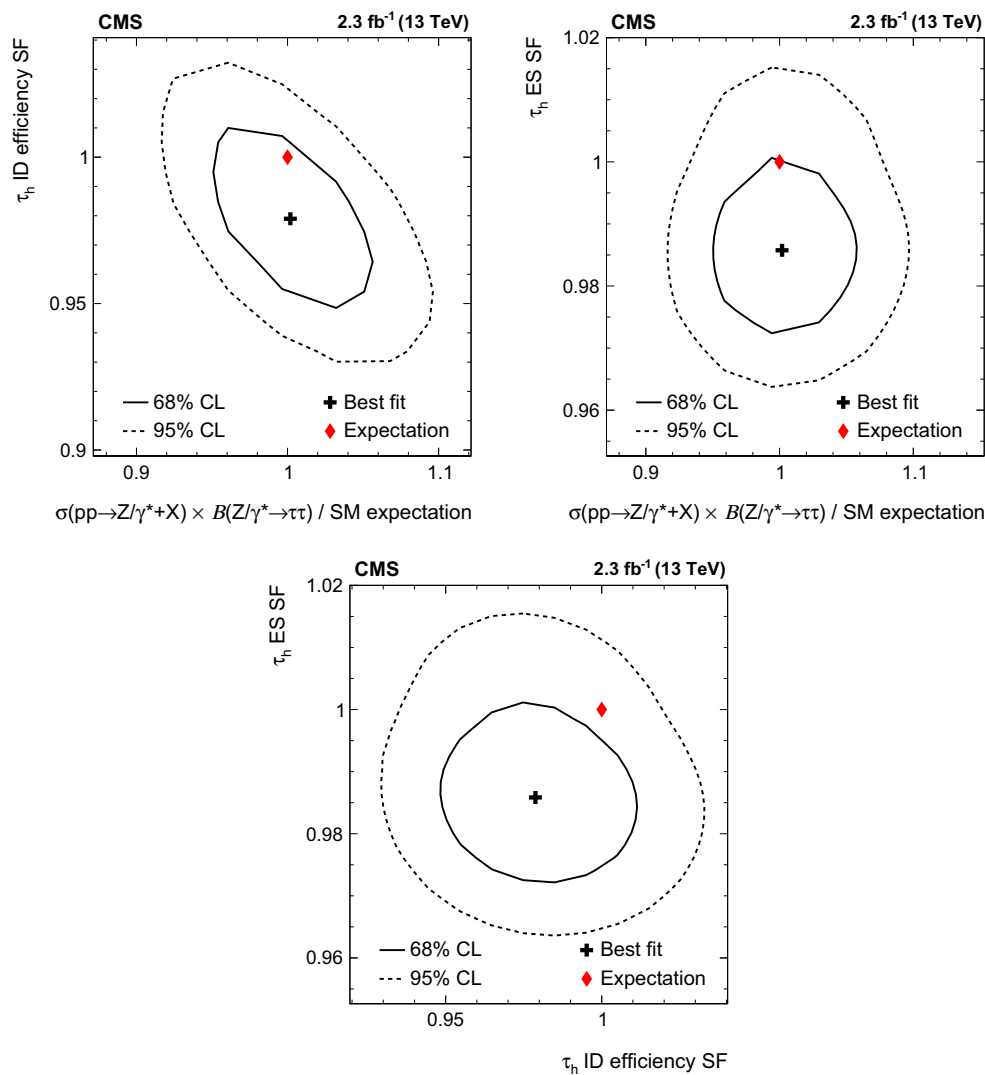 CMS 2.3 fb⁻¹ (13 TeV)
τₕ ID efficiency SF
1
0.95
0.9
68% CL Best fit
95% CL Expectation
0.9 1 1.1
σ(pp→Z/γ*+X) × B(Z/γ*→ττ) / SM expectation
CMS 2.3 fb⁻¹ (13 TeV)
τₕ ES SF
1.02
1
0.98
0.96
68% CL Best fit
95% CL Expectation
0.9 1 1.1
σ(pp→Z/γ*+X) × B(Z/γ*→ττ) / SM expectation
CMS 2.3 fb⁻¹ (13 TeV)
τₕ ES SF
1.02
1
0.98
0.96
68% CL Best fit
95% CL Expectation
0.95 1
τₕ ID efficiency SF